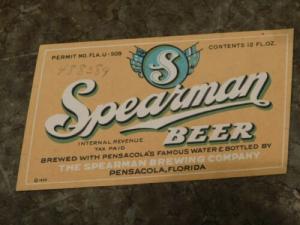 PERMIT NO. FLA. U-509
CONTENTS 12 FL.OZ.
S
Spearman
BEER
INTERNAL REVENUE
TAX PAID
BREWED WITH PENSACOLA'S FAMOUS WATER & BOTTLED BY
THE SPEARMAN BREWING COMPANY
PENSACOLA, FLORIDA